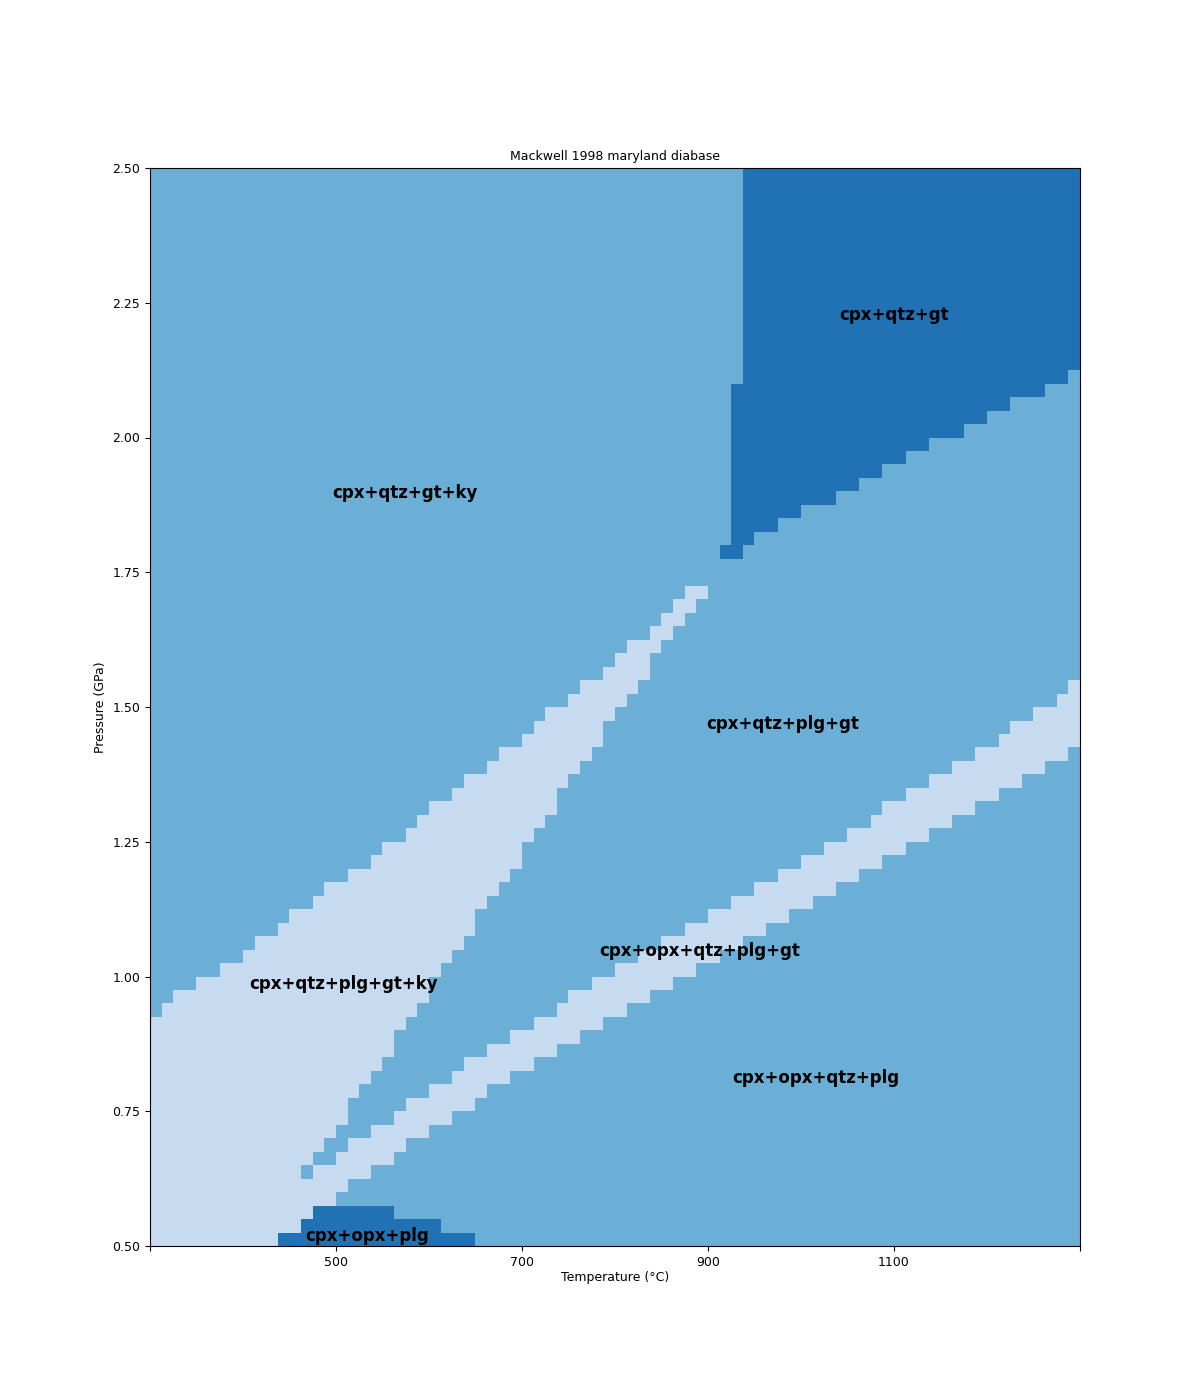 Mackwell 1998 maryland diabase
2.50
2.25
2.00
1.75
1.50
1.25
1.00
0.75
0.50
Pressure (GPa)
cpx+qtz+gt
cpx+qtz+gt+ky
cpx+qtz+plg+gt
cpx+opx+qtz+plg+gt
cpx+qtz+plg+gt+ky
cpx+opx+qtz+plg
cpx+opx+plg
500 700 900 1100
Temperature (°C)